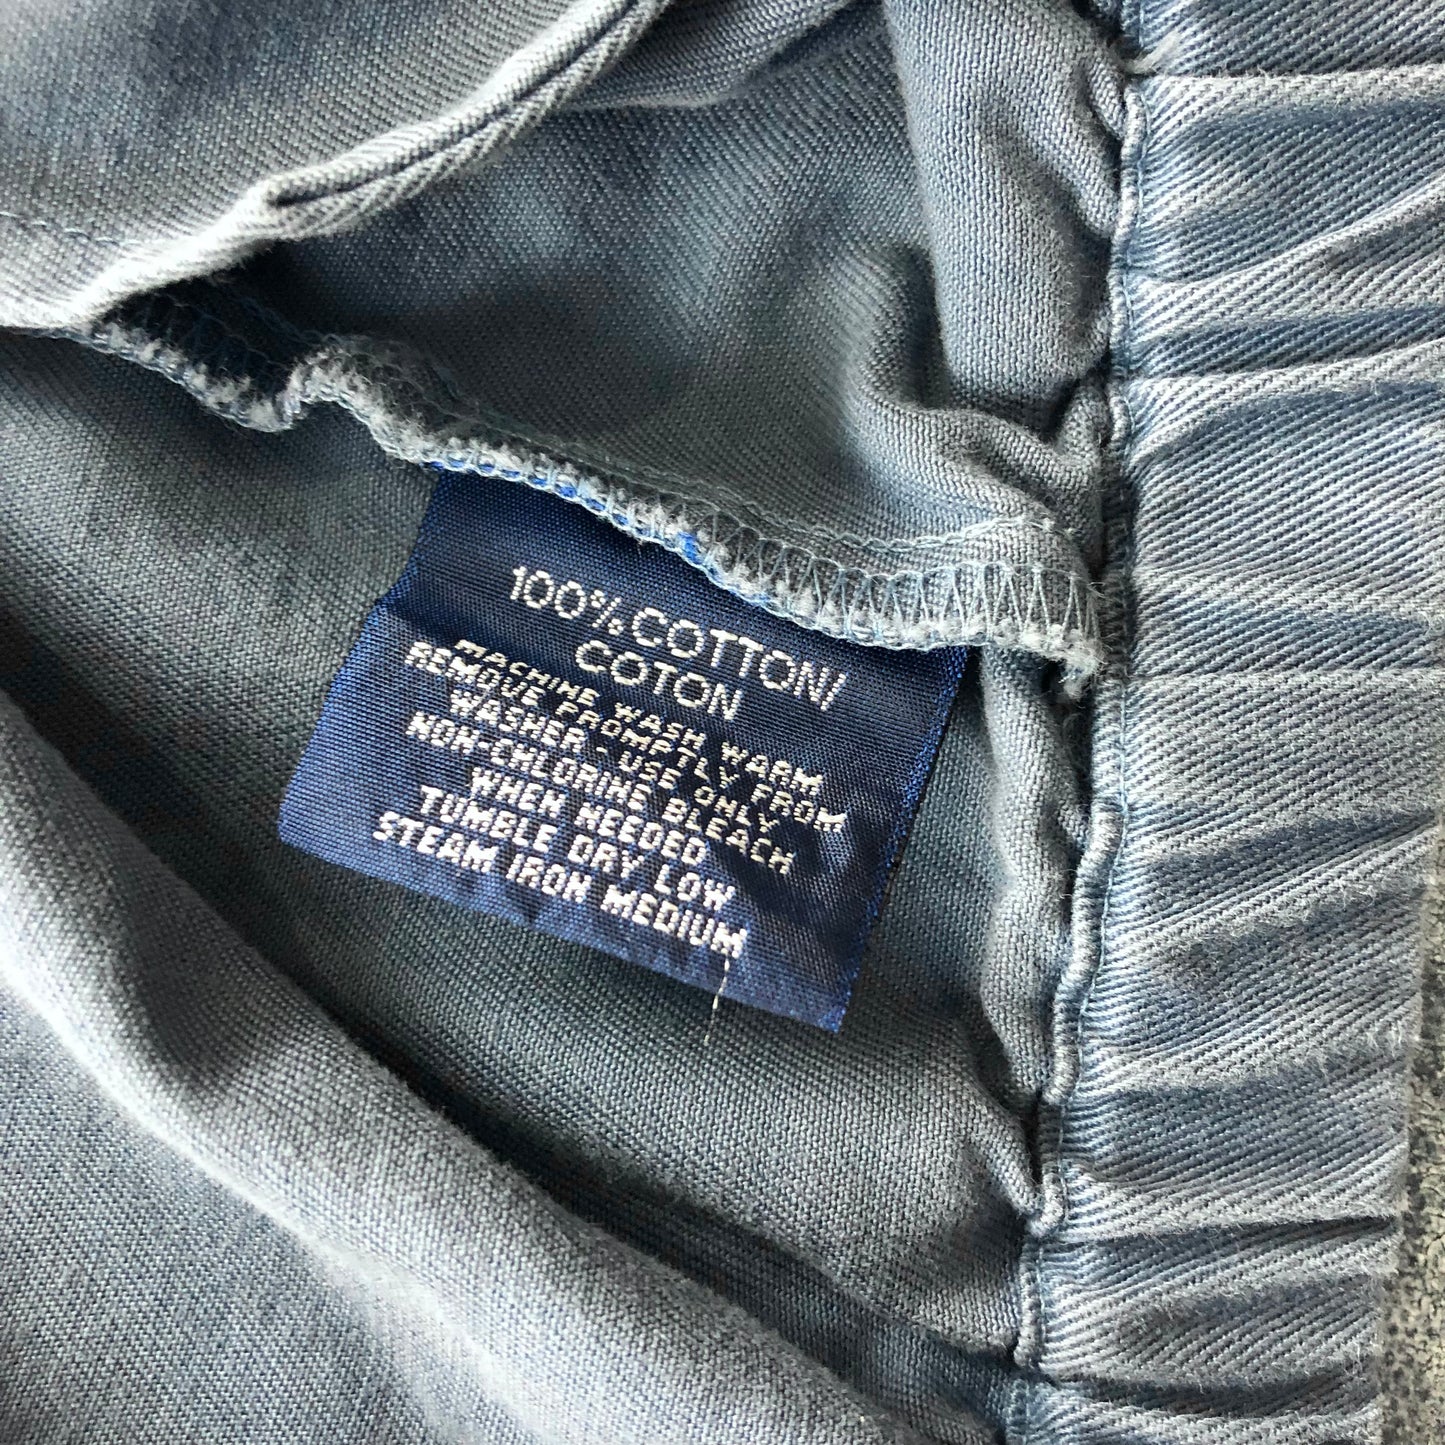 100% COTTON/
COTON
MACHINE WASH WARM
REMOVE PROMPTLY FROM
WASHER-USE ONLY
NON-CHLORINE BLEACH
WHEN NEEDED
TUMBLE DRY LOW
STEAM IRON MEDIUM